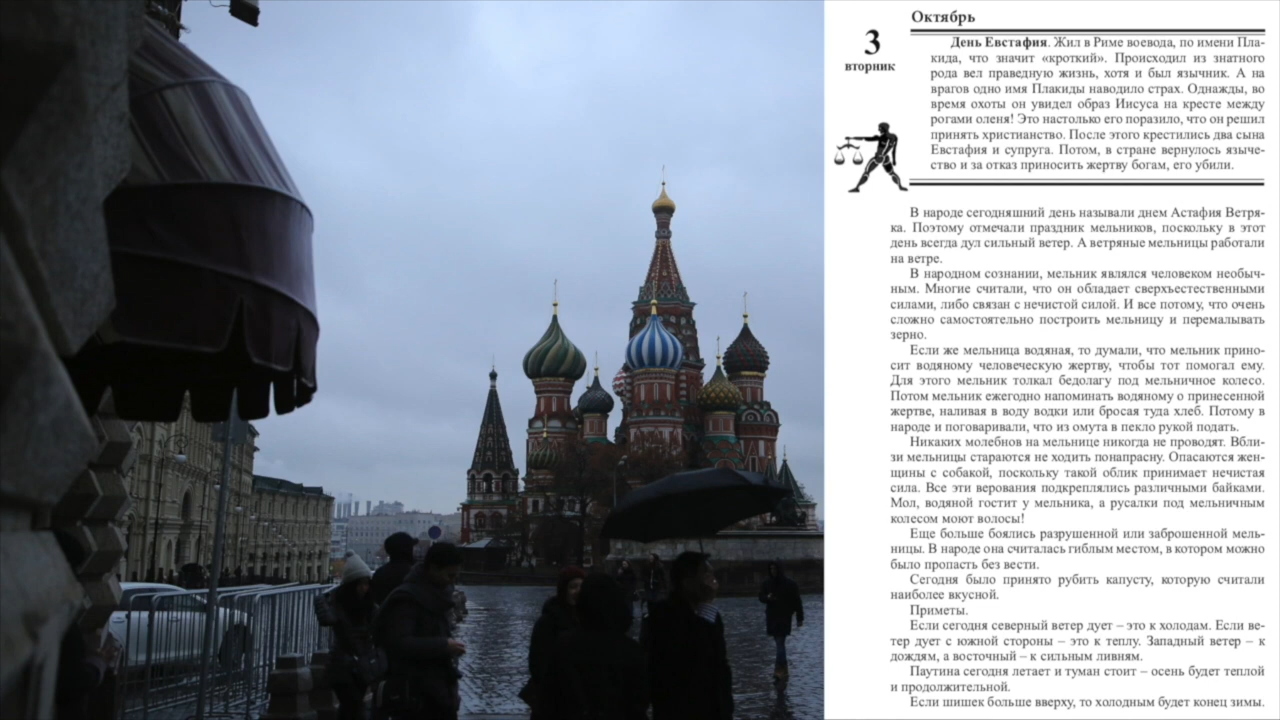 Октябрь
3
вторник
День Евстафия. Жил в Риме воевода, по имени Пла-
кида, что значит «кроткий». Происходил из знатного
рода вел праведную жизнь, хотя и был язычник. А на
врагов одно имя Плакиды наводило страх. Однажды, во
время охоты он увидел образ Иисуса на кресте между
рогами оленя! Это настолько его поразило, что он решил
принять христианство. После этого крестились два сына
Евстафия и супруга. Потом, в стране вернулось языче-
ство и за отказ приносить жертву богам, его убили.
В народе сегодняшний день называли днем Астафия Ветря-
ка. Поэтому отмечали праздник мельников, поскольку в этот
день всегда дул сильный ветер. А ветряные мельницы работали
на ветре.
В народном сознании, мельник являлся человеком необыч-
ным. Многие считали, что он обладает сверхъестественными
силами, либо связан с нечистой силой. И все потому, что очень
сложно самостоятельно построить мельницу и перемалывать
зерно.
Если же мельница водяная, то думали, что мельник прино-
сит водяному человеческую жертву, чтобы тот помогал ему.
Для этого мельник толкал бедолагу под мельничное колесо.
Потом мельник ежегодно напоминать водяному о принесенной
жертве, наливая в воду водки или бросая туда хлеб. Потому в
народе и поговаривали, что из омута в пекло рукой подать.
Никаких молебнов на мельнице никогда не проводят. Вбли-
зи мельницы стараются не ходить понапрасну. Опасаются жен-
щины с собакой, поскольку такой облик принимает нечистая
сила. Все эти верования подкреплялись различными байками.
Мол, водяной гостит у мельника, а русалки под мельничным
колесом моют волосы!
Еще больше боялись разрушенной или заброшенной мель-
ницы. В народе она считалась гиблым местом, в котором можно
было пропасть без вести.
Сегодня было принято рубить капусту, которую считали
наиболее вкусной.
Приметы.
Если сегодня северный ветер дует – это к холодам. Если ве-
тер дует с южной стороны – это к теплу. Западный ветер – к
дождям, а восточный – к сильным ливням.
Паутина сегодня летает и туман стоит – осень будет теплой
и продолжительной.
Если шишек больше вверху, то холодным будет конец зимы.